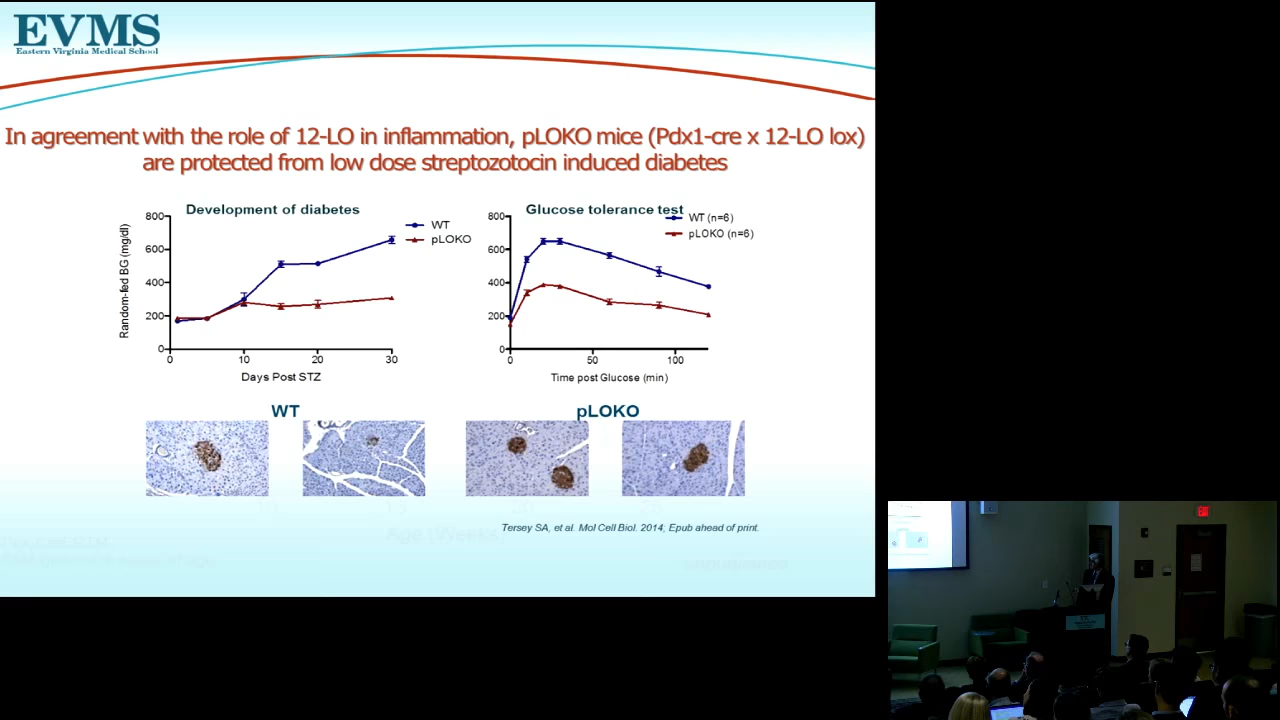 EVMS
Eastern Virginia Medical School
In agreement with the role of 12-LO in inflammation, pLOKO mice (Pdx1-cre x 12-LO lox)
are protected from low dose streptozotocin induced diabetes
Development of diabetes
800
600
400
200
0
Random-fed BG (mg/dl)
0 10 20 30
Days Post STZ
WT
pLOKO
Glucose tolerance test
800
600
400
200
0
0 50 100
Time post Glucose (min)
WT (n=6)
pLOKO (n=6)
WT
pLOKO
Tersey SA, et al. Mol Cell Biol. 2014; Epub ahead of print.
Age (Weeks